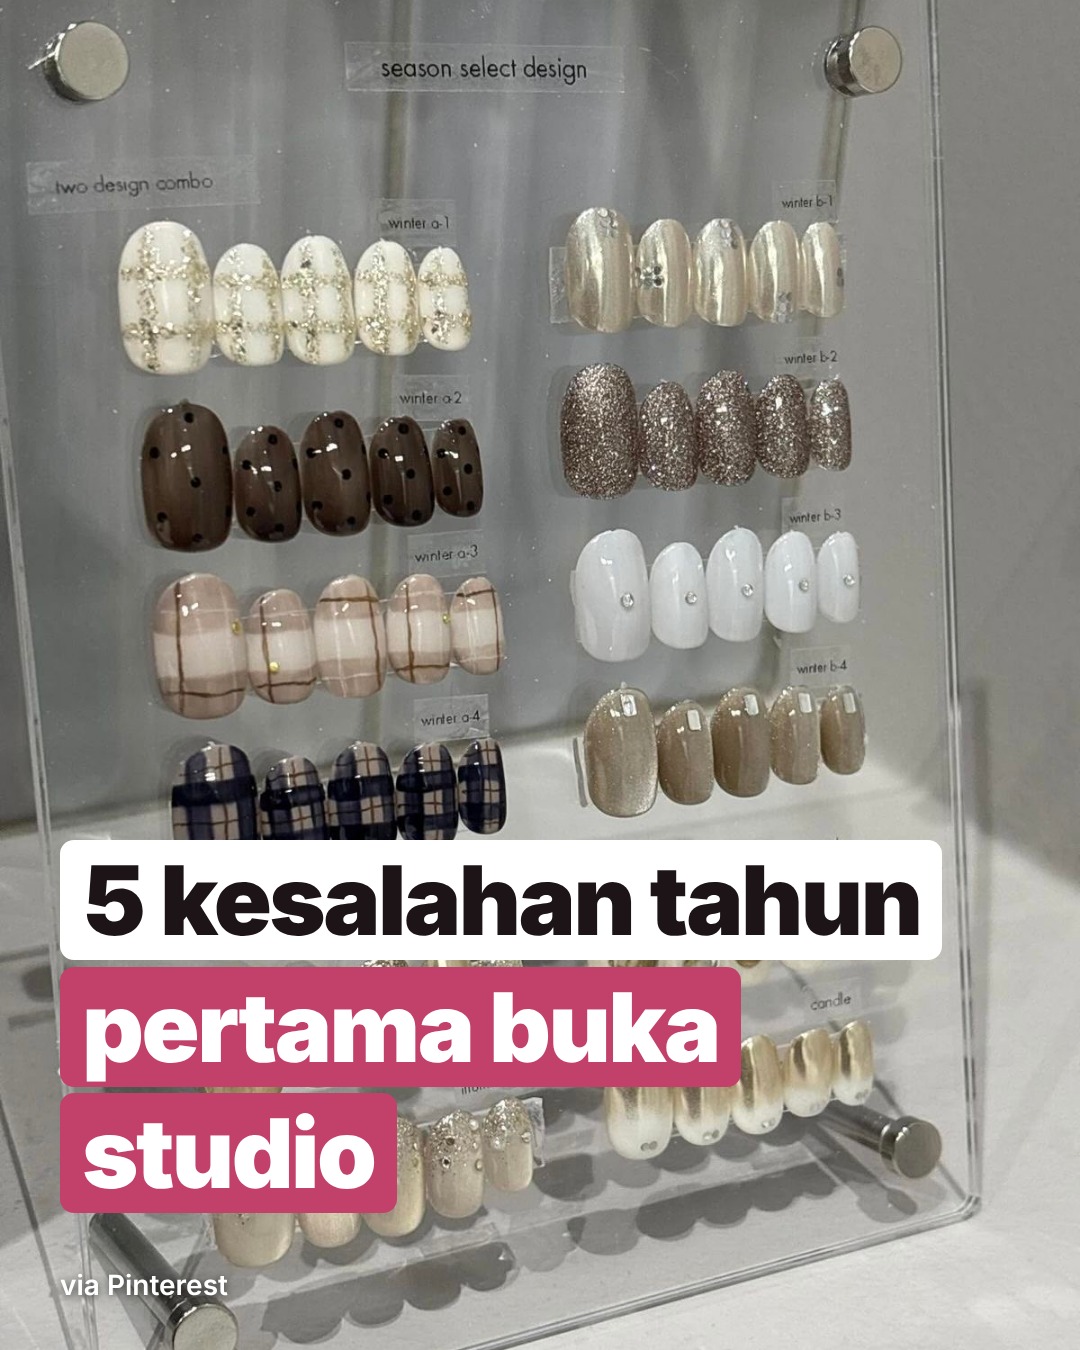 season select design
two design combo
winter a-1
winter b-1
winter a-2
winter b-2
winter a-3
winter b-3
winter a-4
winter b-4
5 kesalahan tahun
pertama buka
studio
candle
via Pinterest